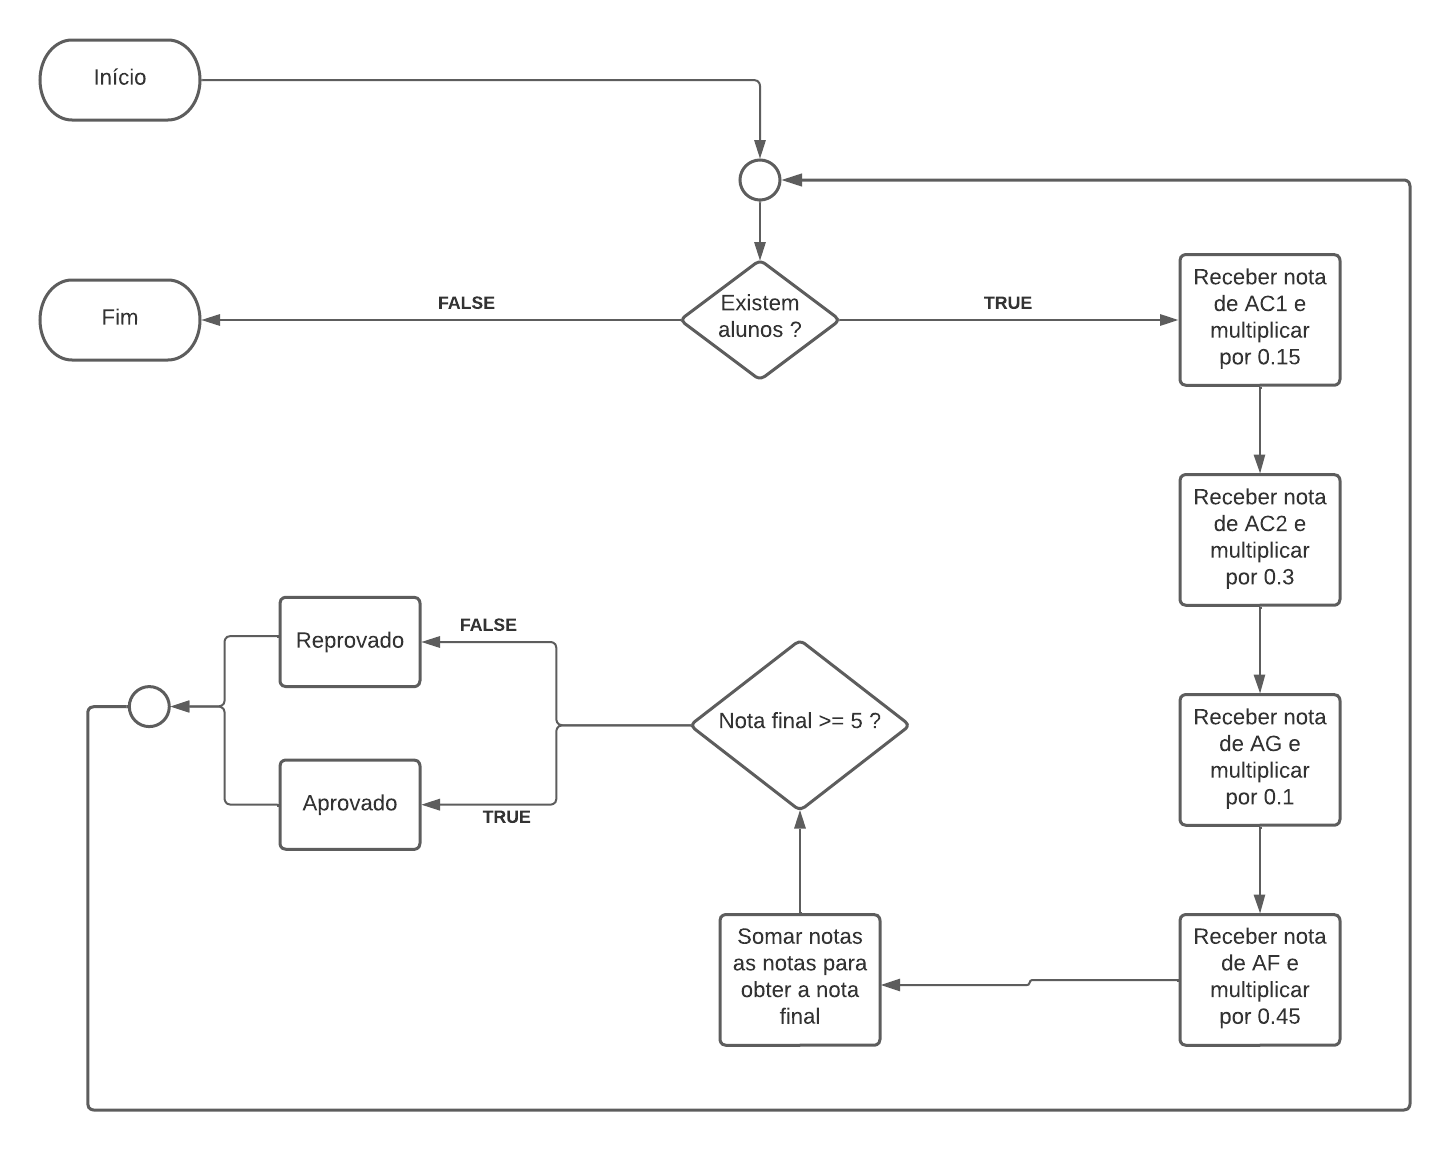 Início
Fim
FALSE
Existem
alunos ?
TRUE
Receber nota
de AC1 e
multiplicar
por 0.15
Receber nota
de AC2 e
multiplicar
por 0.3
Receber nota
de AG e
multiplicar
por 0.1
Receber nota
de AF e
multiplicar
por 0.45
Somar notas
as notas para
obter a nota
final
Nota final >= 5 ?
FALSE
Reprovado
TRUE
Aprovado